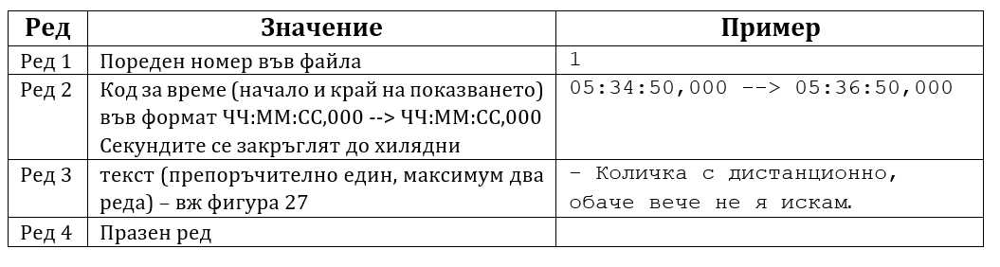 Ред Значение Пример
Ред 1 Пореден номер във файла 1
Ред 2 Код за време (начало и край на показването) 05:34:50,000 --> 05:36:50,000
във формат ЧЧ:ММ:СС,000 --> ЧЧ:ММ:СС,000
Секундите се закръглят до хилядни
Ред 3 текст (препоръчително един, максимум два – Количка с дистанционно,
реда) – вж фигура 27 обаче вече не я искам.
Ред 4 Празен ред